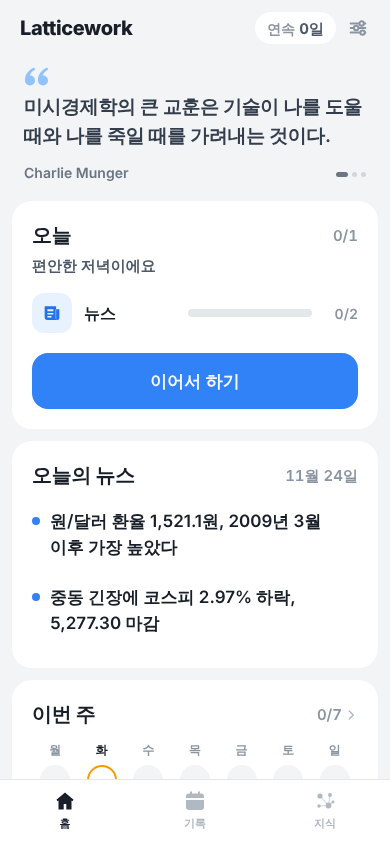 Latticework
연속 0일
미시경제학의 큰 교훈은 기술이 나를 도울
때와 나를 죽일 때를 가려내는 것이다.
Charlie Munger
오늘
0/1
편안한 저녁이에요
뉴스
0/2
이어서 하기
오늘의 뉴스
11월 24일
원/달러 환율 1,521.1원, 2009년 3월
이후 가장 높았다
중동 긴장에 코스피 2.97% 하락,
5,277.30 마감
이번 주
0/7
월 화 수 목 금 토 일
홈 기록 지식